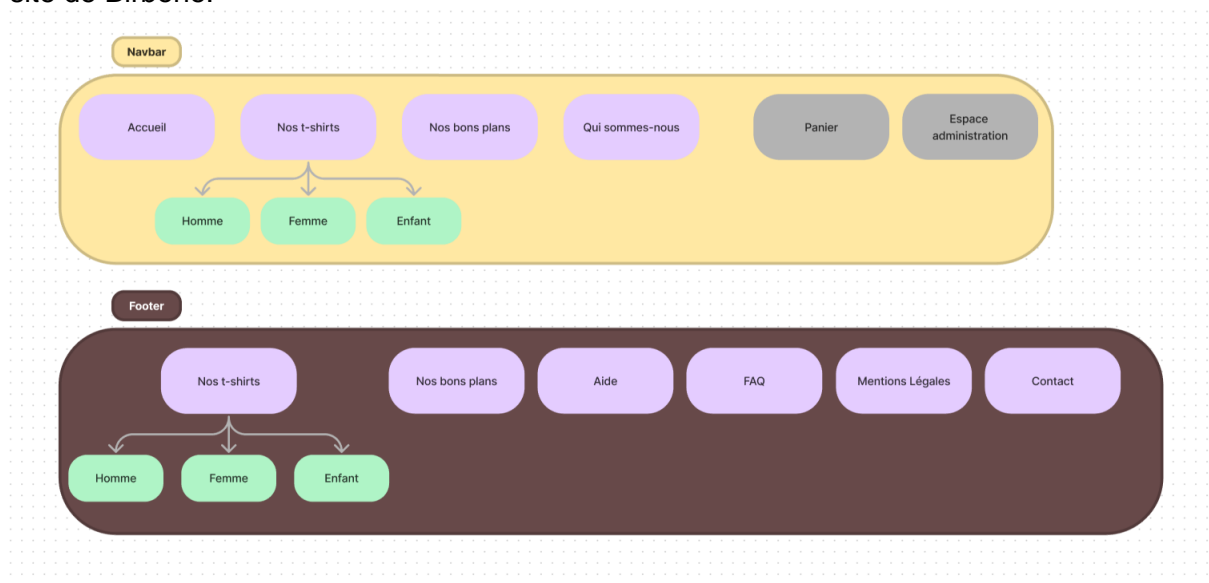 Navbar
Accueil
Nos t-shirts
Nos bons plans
Qui sommes-nous
Panier
Espace
administration
Homme
Femme
Enfant
Footer
Nos t-shirts
Nos bons plans
Aide
FAQ
Mentions Légales
Contact
Homme
Femme
Enfant